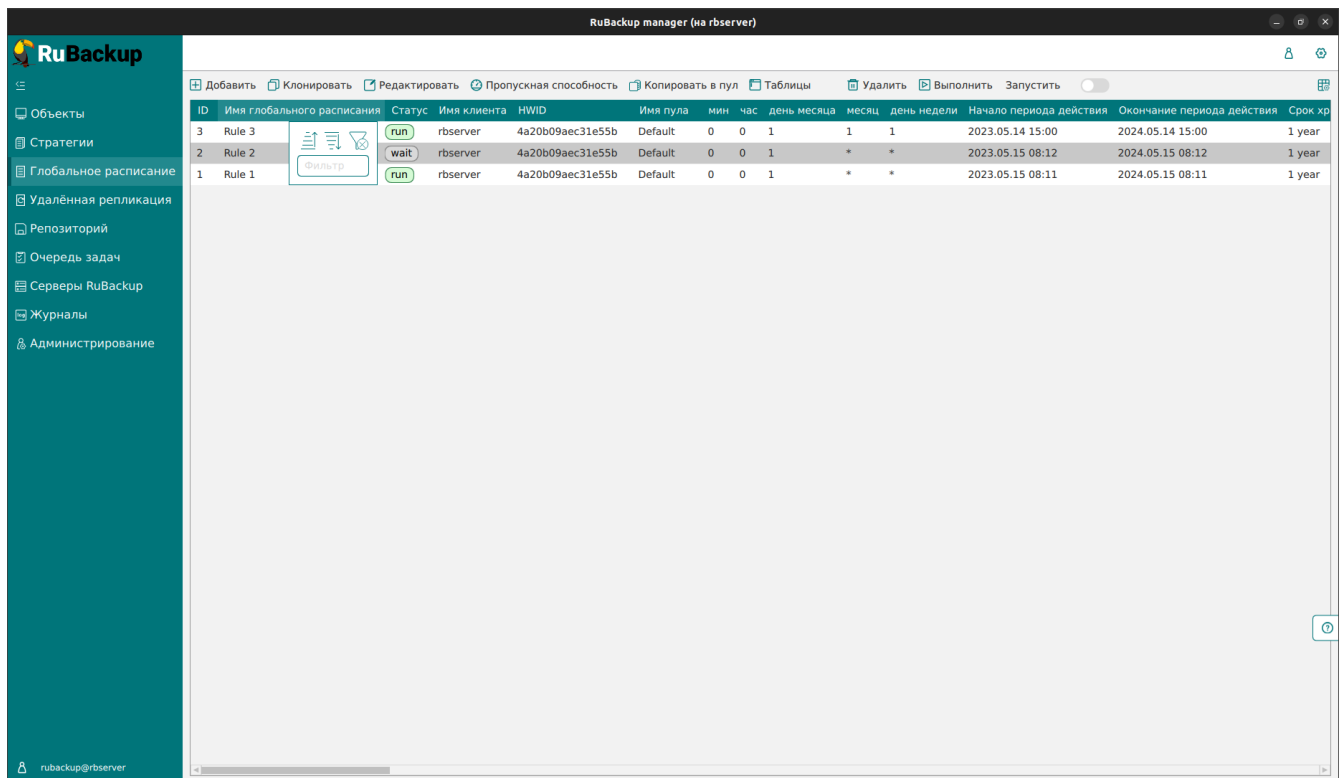 RuBackup manager (на rbserver)
RuBackup
Добавить Клонировать Редактировать Пропускная способность Копировать в пул Таблицы Удалить Выполнить Запустить
Объекты
Стратегии
Глобальное расписание
Удалённая репликация
Репозиторий
Очередь задач
Серверы RuBackup
Журналы
Администрирование
ID Имя глобального расписания Статус Имя клиента HWID Имя пула мин час день месяца месяц день недели Начало периода действия Окончание периода действия Срок хр
3 Rule 3 run rbserver 4a20b09aec31e55b Default 0 0 1 1 1 2023.05.14 15:00 2024.05.14 15:00 1 year
2 Rule 2 wait rbserver 4a20b09aec31e55b Default 0 0 1 * * 2023.05.15 08:12 2024.05.15 08:12 1 year
1 Rule 1 run rbserver 4a20b09aec31e55b Default 0 0 1 * * 2023.05.15 08:11 2024.05.15 08:11 1 year
Фильтр
rubackup@rbserver